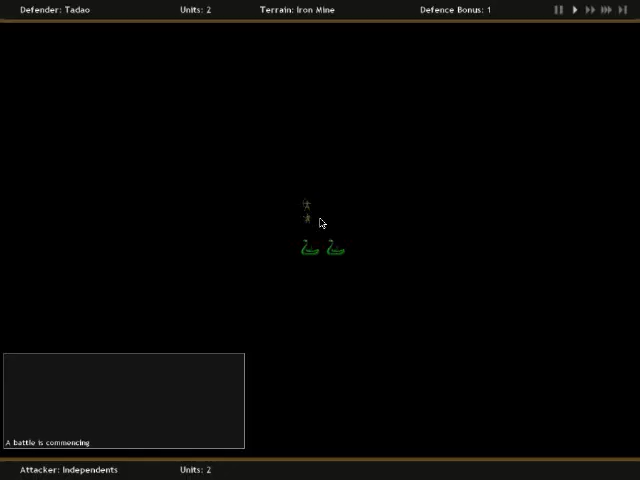 Defender: Tadao Units: 2 Terrain: Iron Mine Defence Bonus: 1
A battle is commencing
Attacker: Independents Units: 2